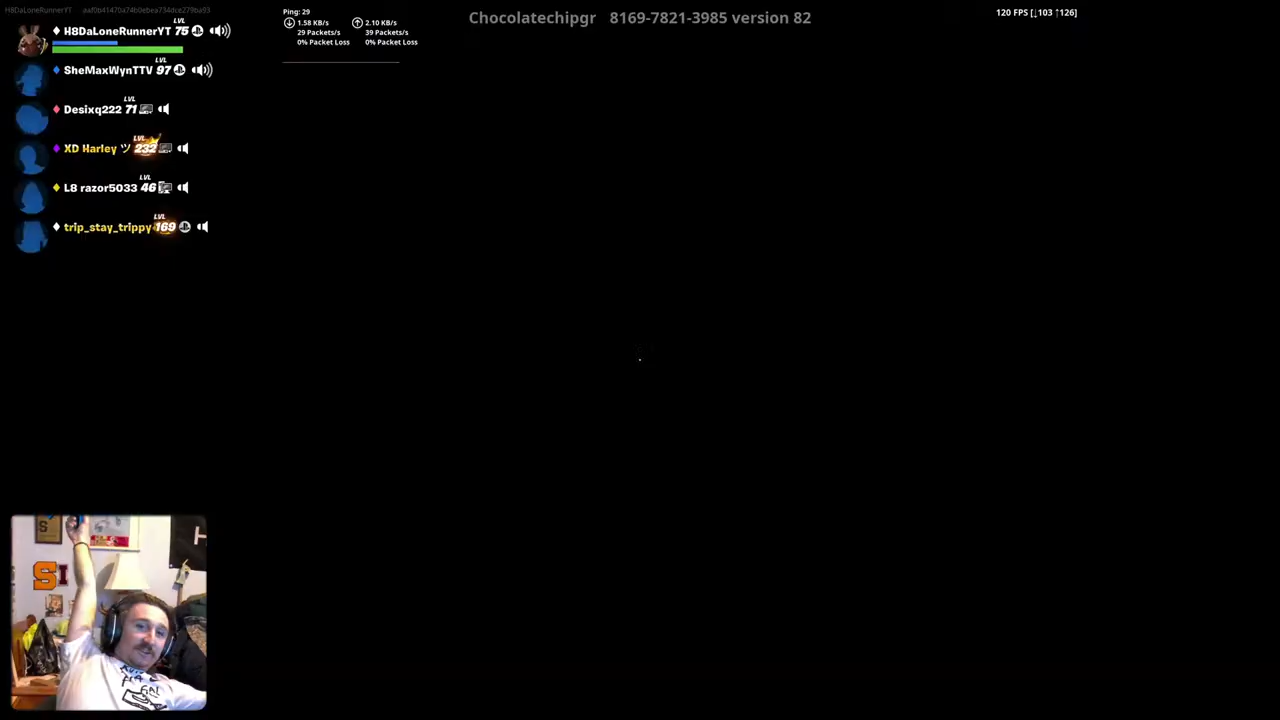 H8DaLoneRunnerYT aaf0b41470a74b0ebea734dce279ba93
Ping: 29
1.58 KB/s 2.10 KB/s
29 Packets/s 39 Packets/s
0% Packet Loss 0% Packet Loss
Chocolatechipgr 8169-7821-3985 version 82
120 FPS [↓103 ↑126]
H8DaLoneRunnerYT LVL 75
SheMaxWynTTV LVL 97
Desixq222 LVL 71
XD Harley ツ LVL 232
L8 razor5033 LVL 46
trip_stay_trippy LVL 169
S
SI
H